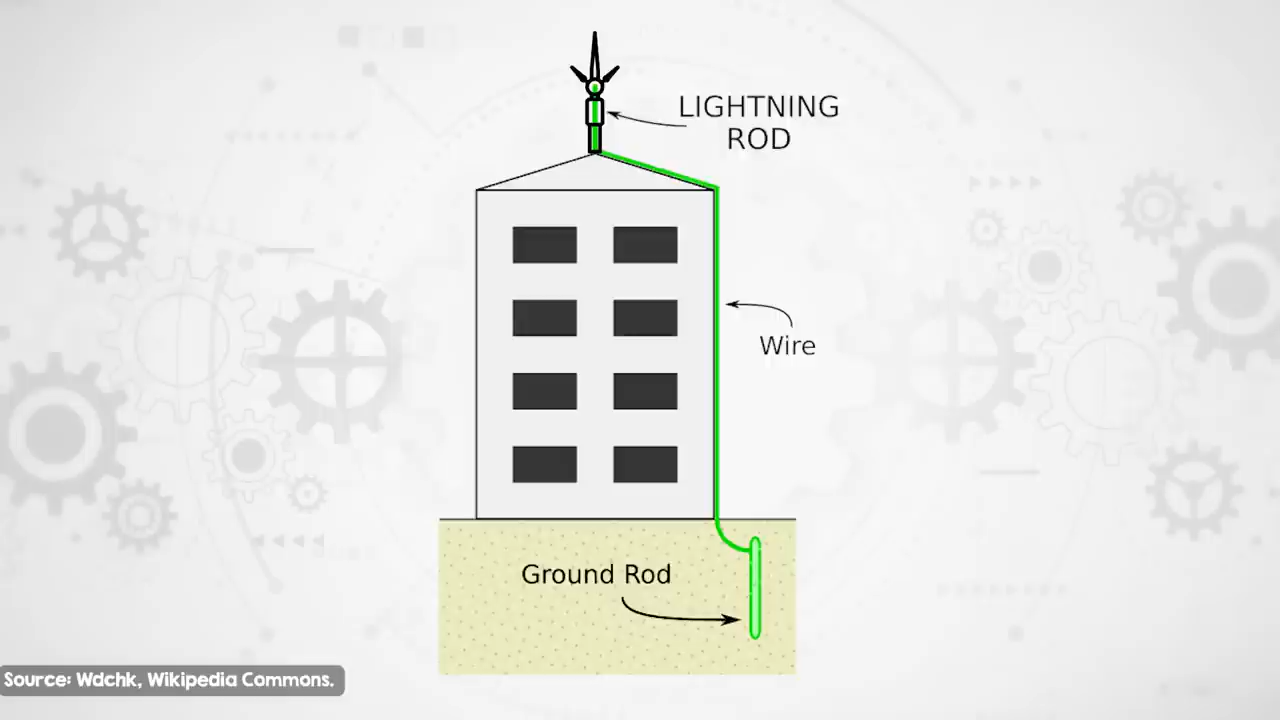 LIGHTNING
ROD
Wire
Ground Rod
Source: Wdchk, Wikipedia Commons.